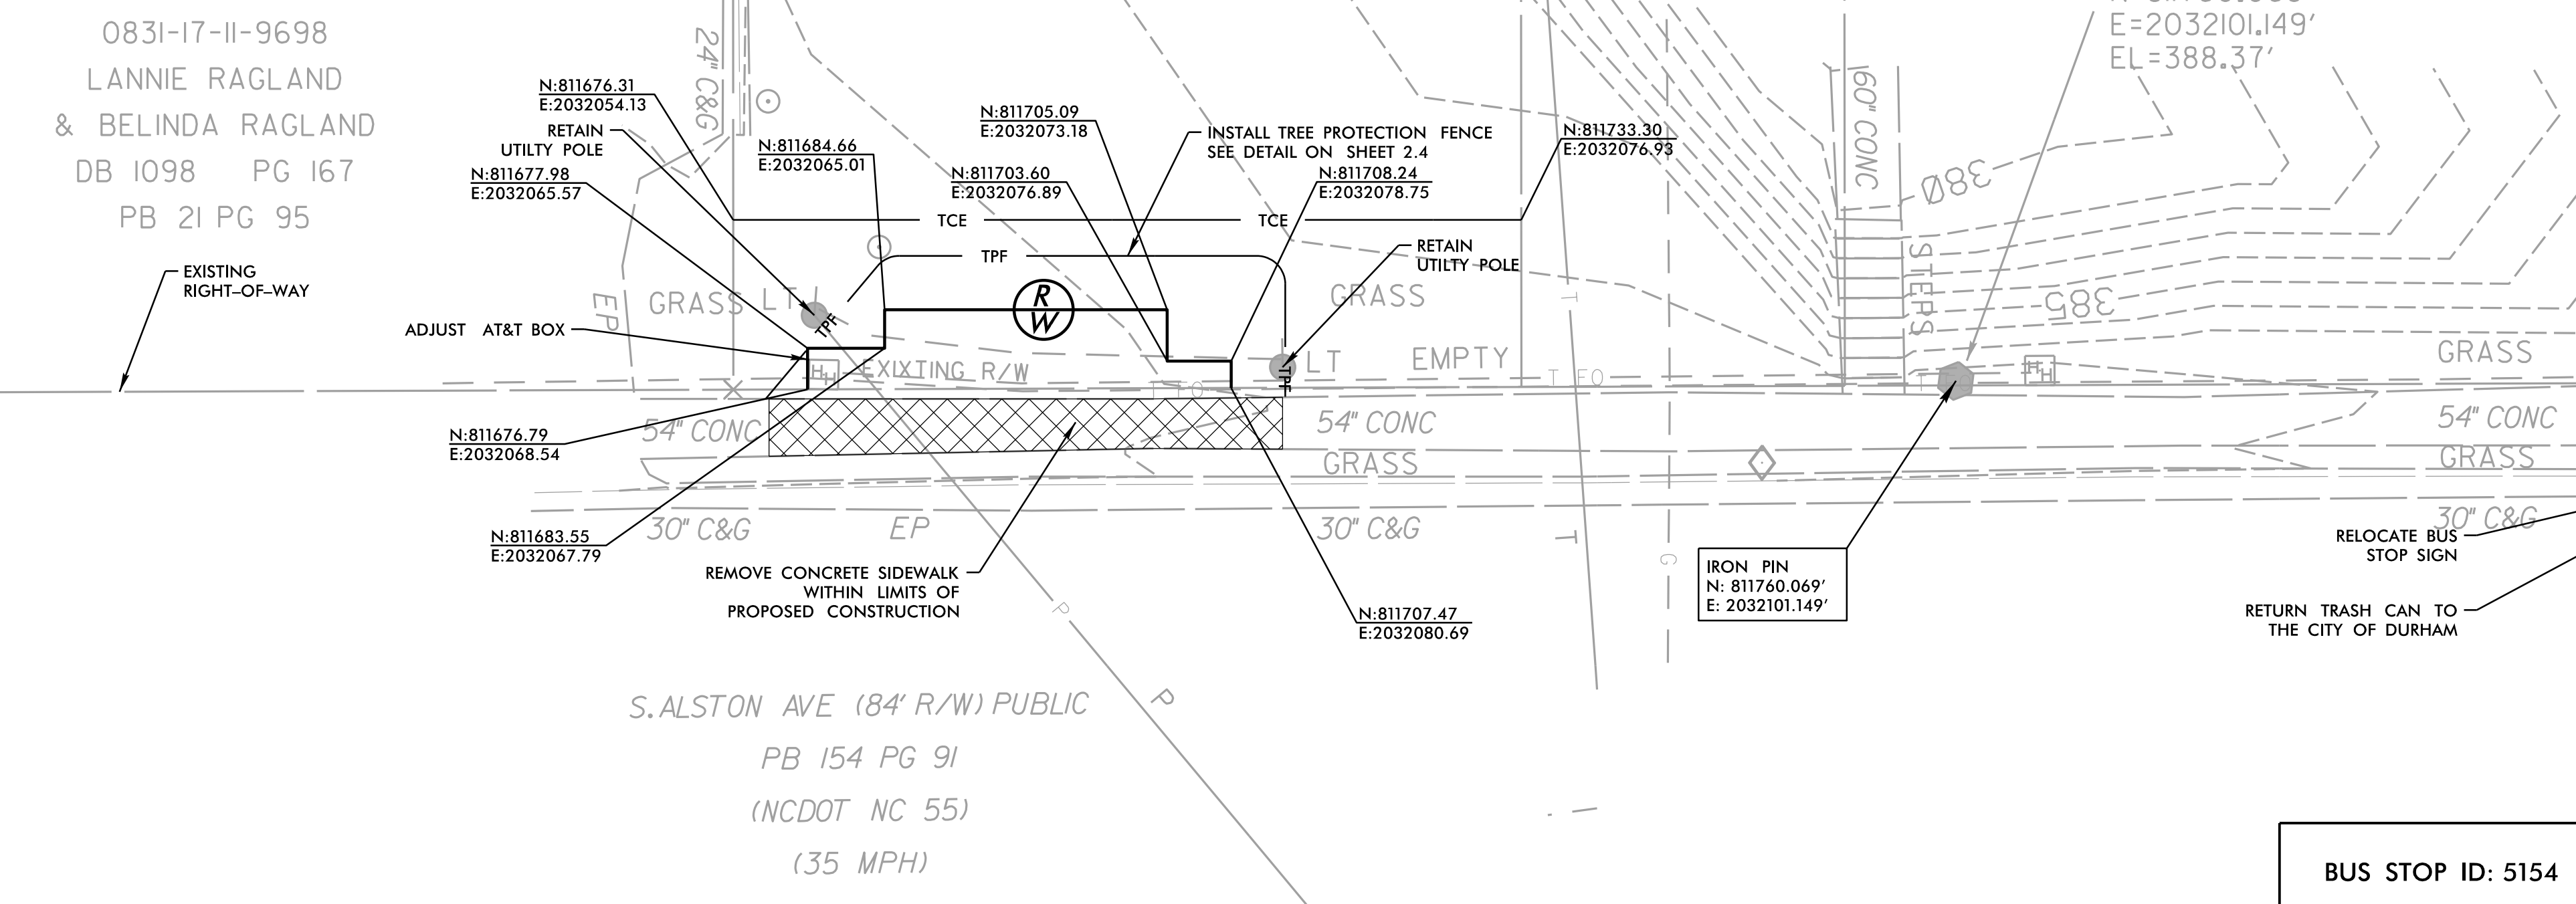 0831-17-11-9698
LANNIE RAGLAND
& BELINDA RAGLAND
DB 1098 PG 167
PB 21 PG 95
EXISTING
RIGHT-OF-WAY
N:811676.31
E:2032054.13
RETAIN
UTILTY POLE
N:811677.98
E:2032065.57
ADJUST AT&T BOX
N:811676.79
E:2032068.54
N:811683.55
E:2032067.79
24" C&G
N:811684.66
E:2032065.01
N:811705.09
E:2032073.18
N:811703.60
E:2032076.89
INSTALL TREE PROTECTION FENCE
SEE DETAIL ON SHEET 2.4
N:811708.24
E:2032078.75
N:811733.30
E:2032076.93
TCE
TCE
TPF
RETAIN
UTILTY POLE
EP
GRASS
LT
TPF
R
W
HH
EXIXTING R/W
GRASS
LT
TPF
EMPTY
T FO
T FO
54" CONC
54" CONC
GRASS
30" C&G
EP
30" C&G
REMOVE CONCRETE SIDEWALK
WITHIN LIMITS OF
PROPOSED CONSTRUCTION
P
P
N:811707.47
E:2032080.69
T
T
G
S. ALSTON AVE (84' R/W) PUBLIC
PB 154 PG 91
(NCDOT NC 55)
(35 MPH)
E=2032101.149'
EL=388.37'
60" CONC
STEPS
380
385
HH
T
GRASS
54" CONC
GRASS
30" C&G
IRON PIN
N: 811760.069'
E: 2032101.149'
RELOCATE BUS
STOP SIGN
RETURN TRASH CAN TO
THE CITY OF DURHAM
BUS STOP ID: 5154